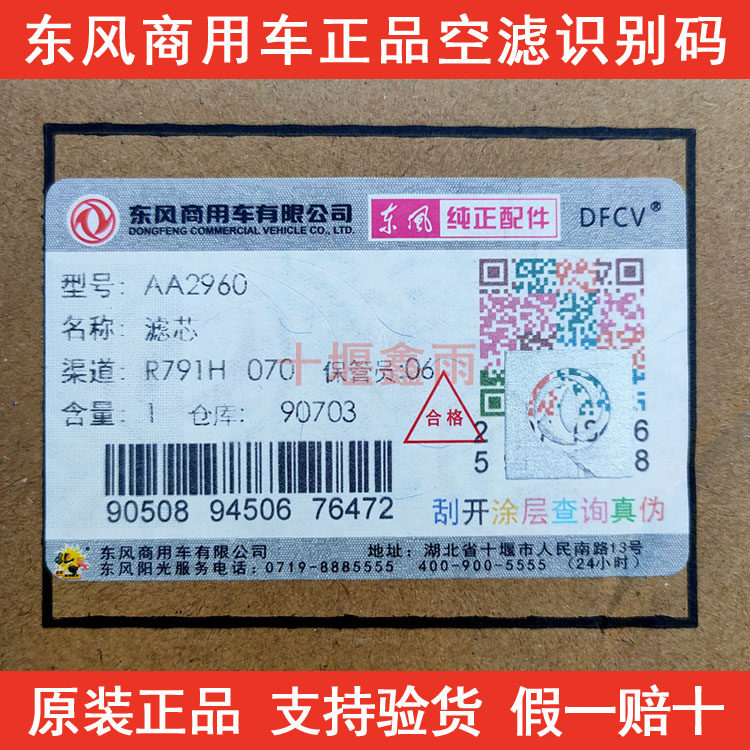 东风商用车正品空滤识别码
东风商用车有限公司 东风 纯正配件 DFCV®
DONGFENG COMMERCIAL VEHICLE CO., LTD.
型号: AA2960
名称: 滤芯
渠道: R791H 070 保管员:06
十堰鑫雨
含量: 1 仓库: 90703
合格
2 6
5 8
90508 94506 76472
刮开涂层查询真伪
东风商用车有限公司 地址: 湖北省十堰市人民南路13号
东风阳光服务电话: 0719-8885555 400-900-5555 (24小时)
原装正品 支持验货 假一赔十